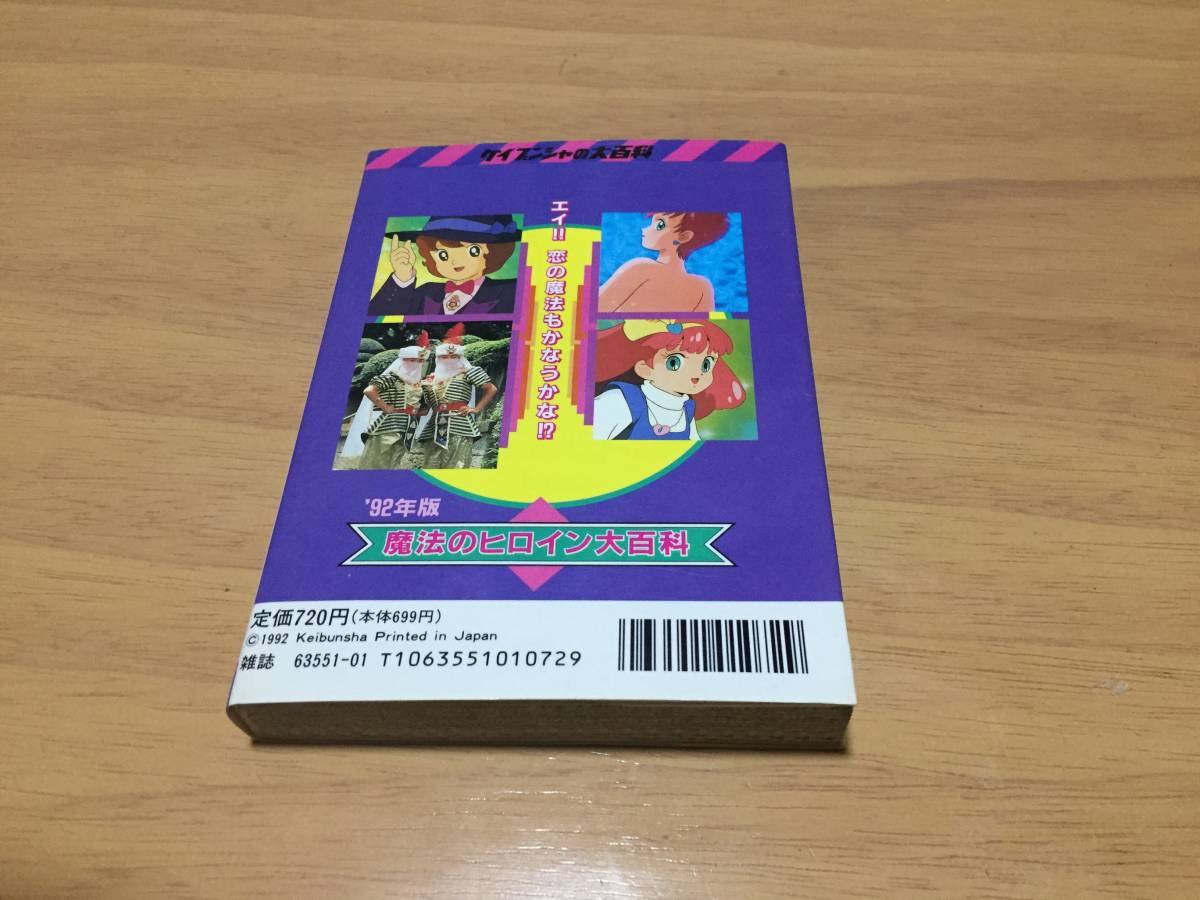 ケイブンシャの大百科
エイ!! 恋の魔法もかなうかな!?
'92年版
魔法のヒロイン大百科
定価720円(本体699円)
©1992 Keibunsha Printed in Japan
雑誌 63551-01 T1063551010729